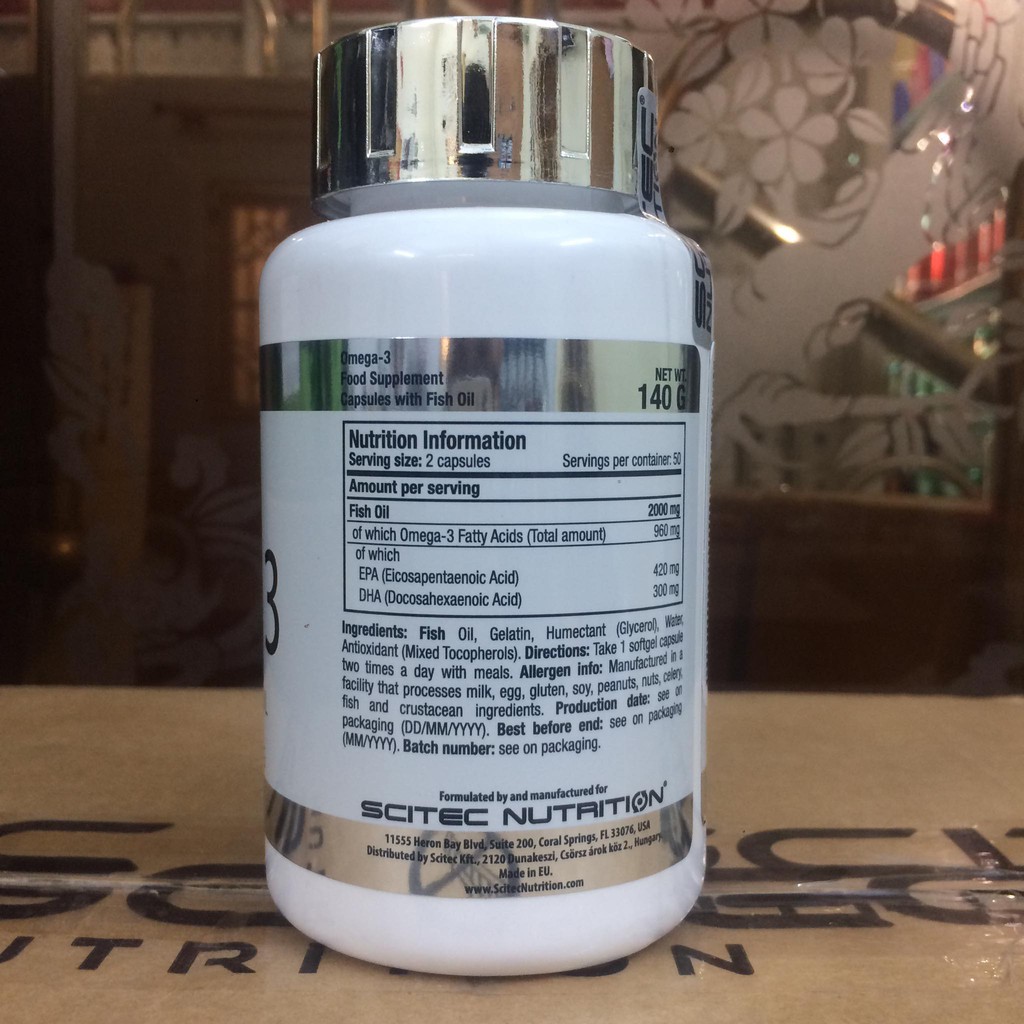 Omega-3
Food Supplement
Capsules with Fish Oil
NET WT.
140 G
Nutrition Information
Serving size: 2 capsules Servings per container: 50
Amount per serving
Fish Oil 2000 mg
of which Omega-3 Fatty Acids (Total amount) 960 mg
of which
EPA (Eicosapentaenoic Acid) 420 mg
DHA (Docosahexaenoic Acid) 300 mg
3
Ingredients: Fish Oil, Gelatin, Humectant (Glycerol), Water,
Antioxidant (Mixed Tocopherols). Directions: Take 1 softgel capsule
two times a day with meals. Allergen info: Manufactured in a
facility that processes milk, egg, gluten, soy, peanuts, nuts, celery,
fish and crustacean ingredients. Production date: see on
packaging (DD/MM/YYYY). Best before end: see on packaging
(MM/YYYY). Batch number: see on packaging.
Formulated by and manufactured for
SCITEC NUTRITION®
11555 Heron Bay Blvd, Suite 200, Coral Springs, FL 33076, USA
Distributed by Scitec Kft., 2120 Dunakeszi, Csörsz árok köz 2., Hungary.
Made in EU.
www.ScitecNutrition.com